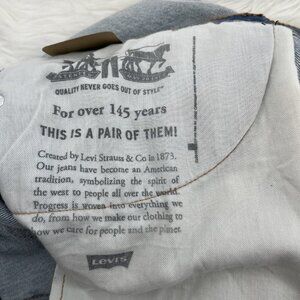 QUALITY NEVER GOES OUT OF STYLE™
For over 145 years
THIS IS A PAIR OF THEM!
Created by Levi Strauss & Co in 1873.
Our jeans have become an American
tradition, symbolizing the spirit of
the west to people all over the world.
Progress is woven into everything we
do, from how we make our clothing to
how we care for people and the planet.
Levi's